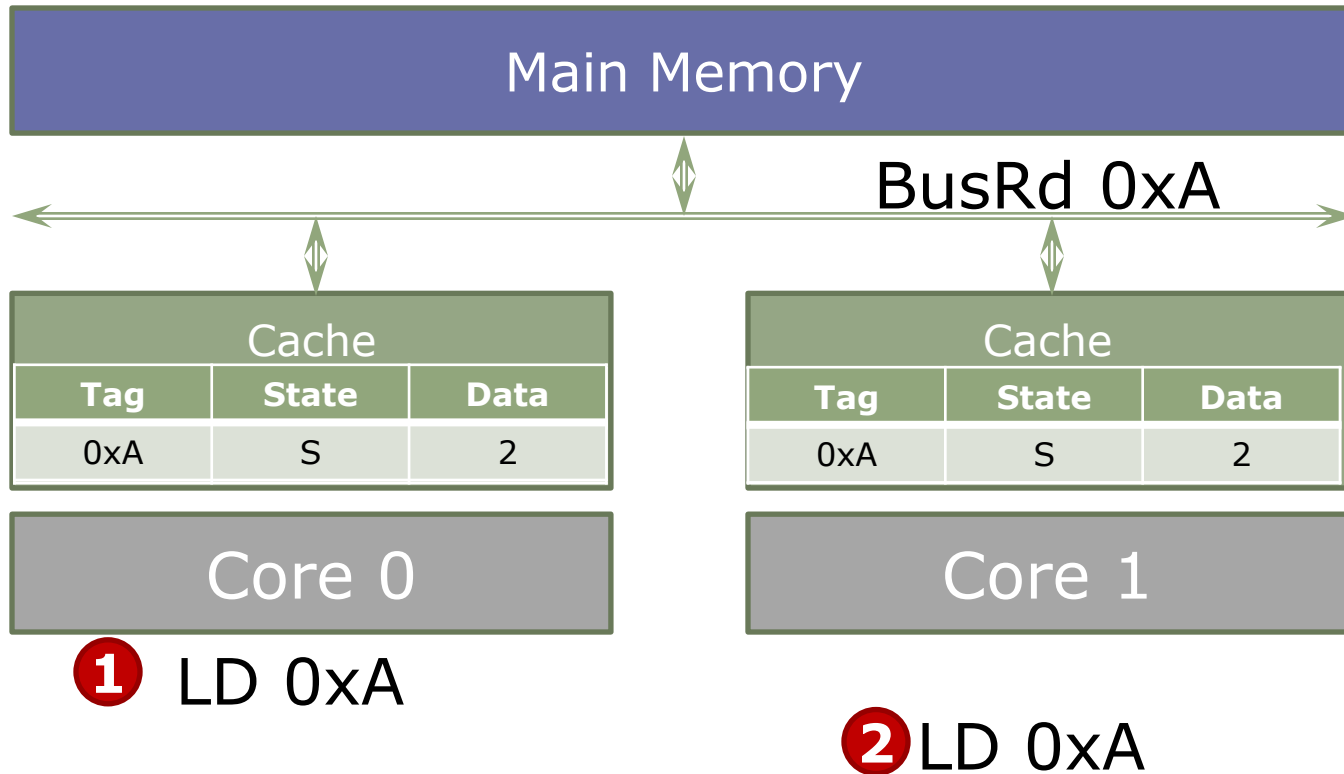 Main Memory
BusRd 0xA
Cache
Tag State Data
0xA S 2
Core 0
1 LD 0xA
Cache
Tag State Data
0xA S 2
Core 1
2 LD 0xA